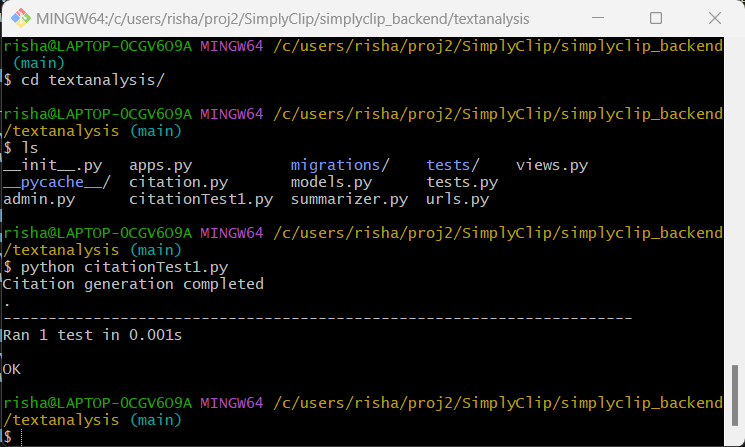 MINGW64:/c/users/risha/proj2/SimplyClip/simplyclip_backend/textanalysis
risha@LAPTOP-0CGV6O9A MINGW64 /c/users/risha/proj2/SimplyClip/simplyclip_backend
 (main)
$ cd textanalysis/

risha@LAPTOP-0CGV6O9A MINGW64 /c/users/risha/proj2/SimplyClip/simplyclip_backend
/textanalysis (main)
$ ls
__init__.py   apps.py           migrations/    tests/    views.py
__pycache__/  citation.py       models.py      tests.py
admin.py      citationTest1.py  summarizer.py  urls.py

risha@LAPTOP-0CGV6O9A MINGW64 /c/users/risha/proj2/SimplyClip/simplyclip_backend
/textanalysis (main)
$ python citationTest1.py
Citation generation completed
.
----------------------------------------------------------------------
Ran 1 test in 0.001s

OK

risha@LAPTOP-0CGV6O9A MINGW64 /c/users/risha/proj2/SimplyClip/simplyclip_backend
/textanalysis (main)
$